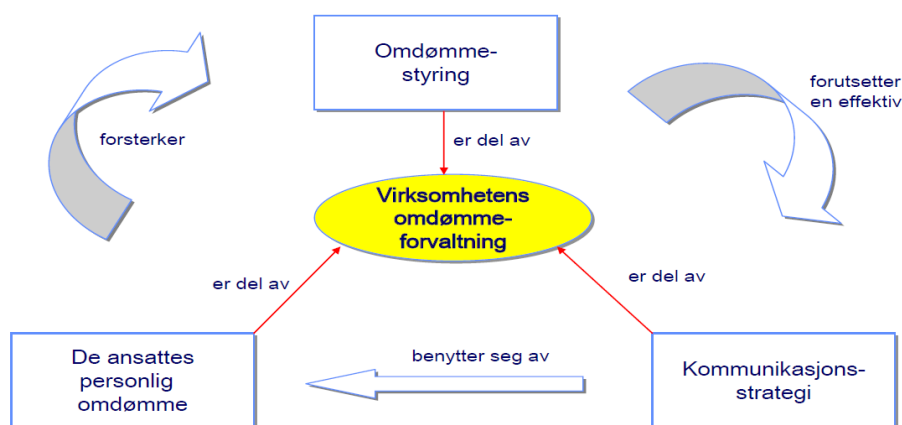 Omdømme-
styring
forutsetter
en effektiv
forsterker
er del av
Virksomhetens
omdømme-
forvaltning
er del av
er del av
De ansattes
personlig
omdømme
benytter seg av
Kommunikasjons-
strategi